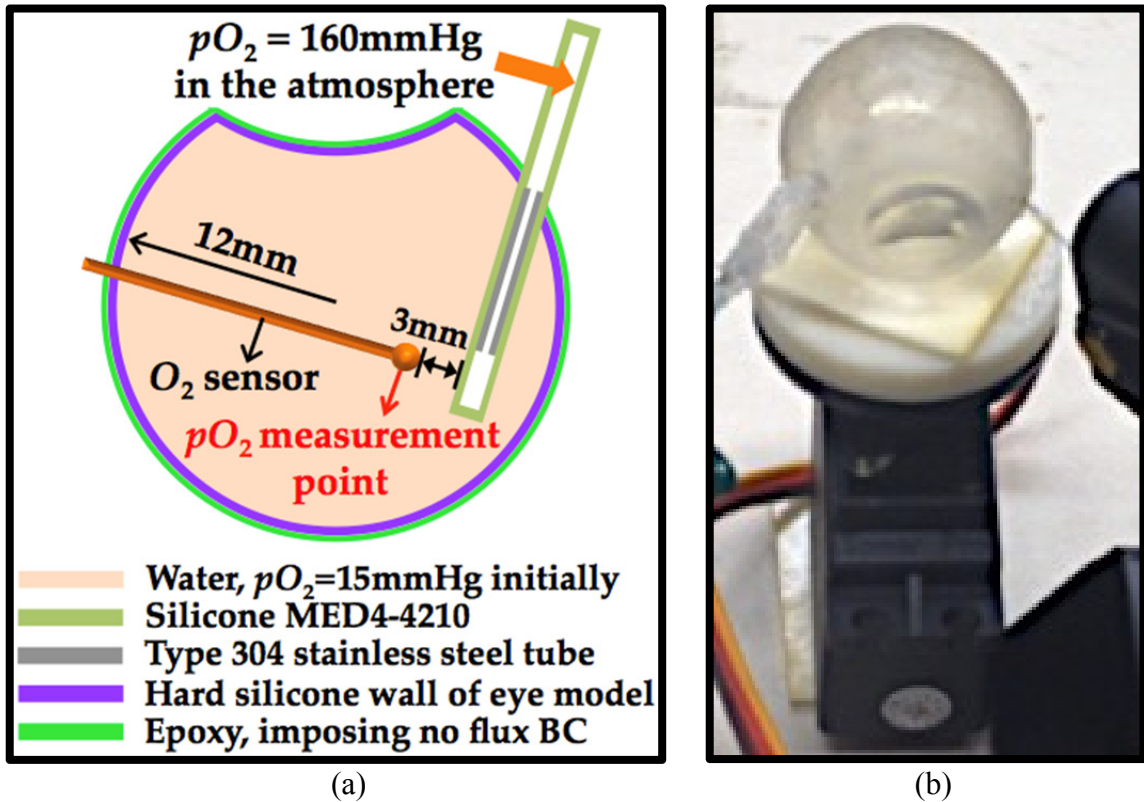 pO₂ = 160mmHg
in the atmosphere
12mm
3mm
O₂ sensor
pO₂ measurement
point
Water, pO₂=15mmHg initially
Silicone MED4-4210
Type 304 stainless steel tube
Hard silicone wall of eye model
Epoxy, imposing no flux BC
(a)
(b)